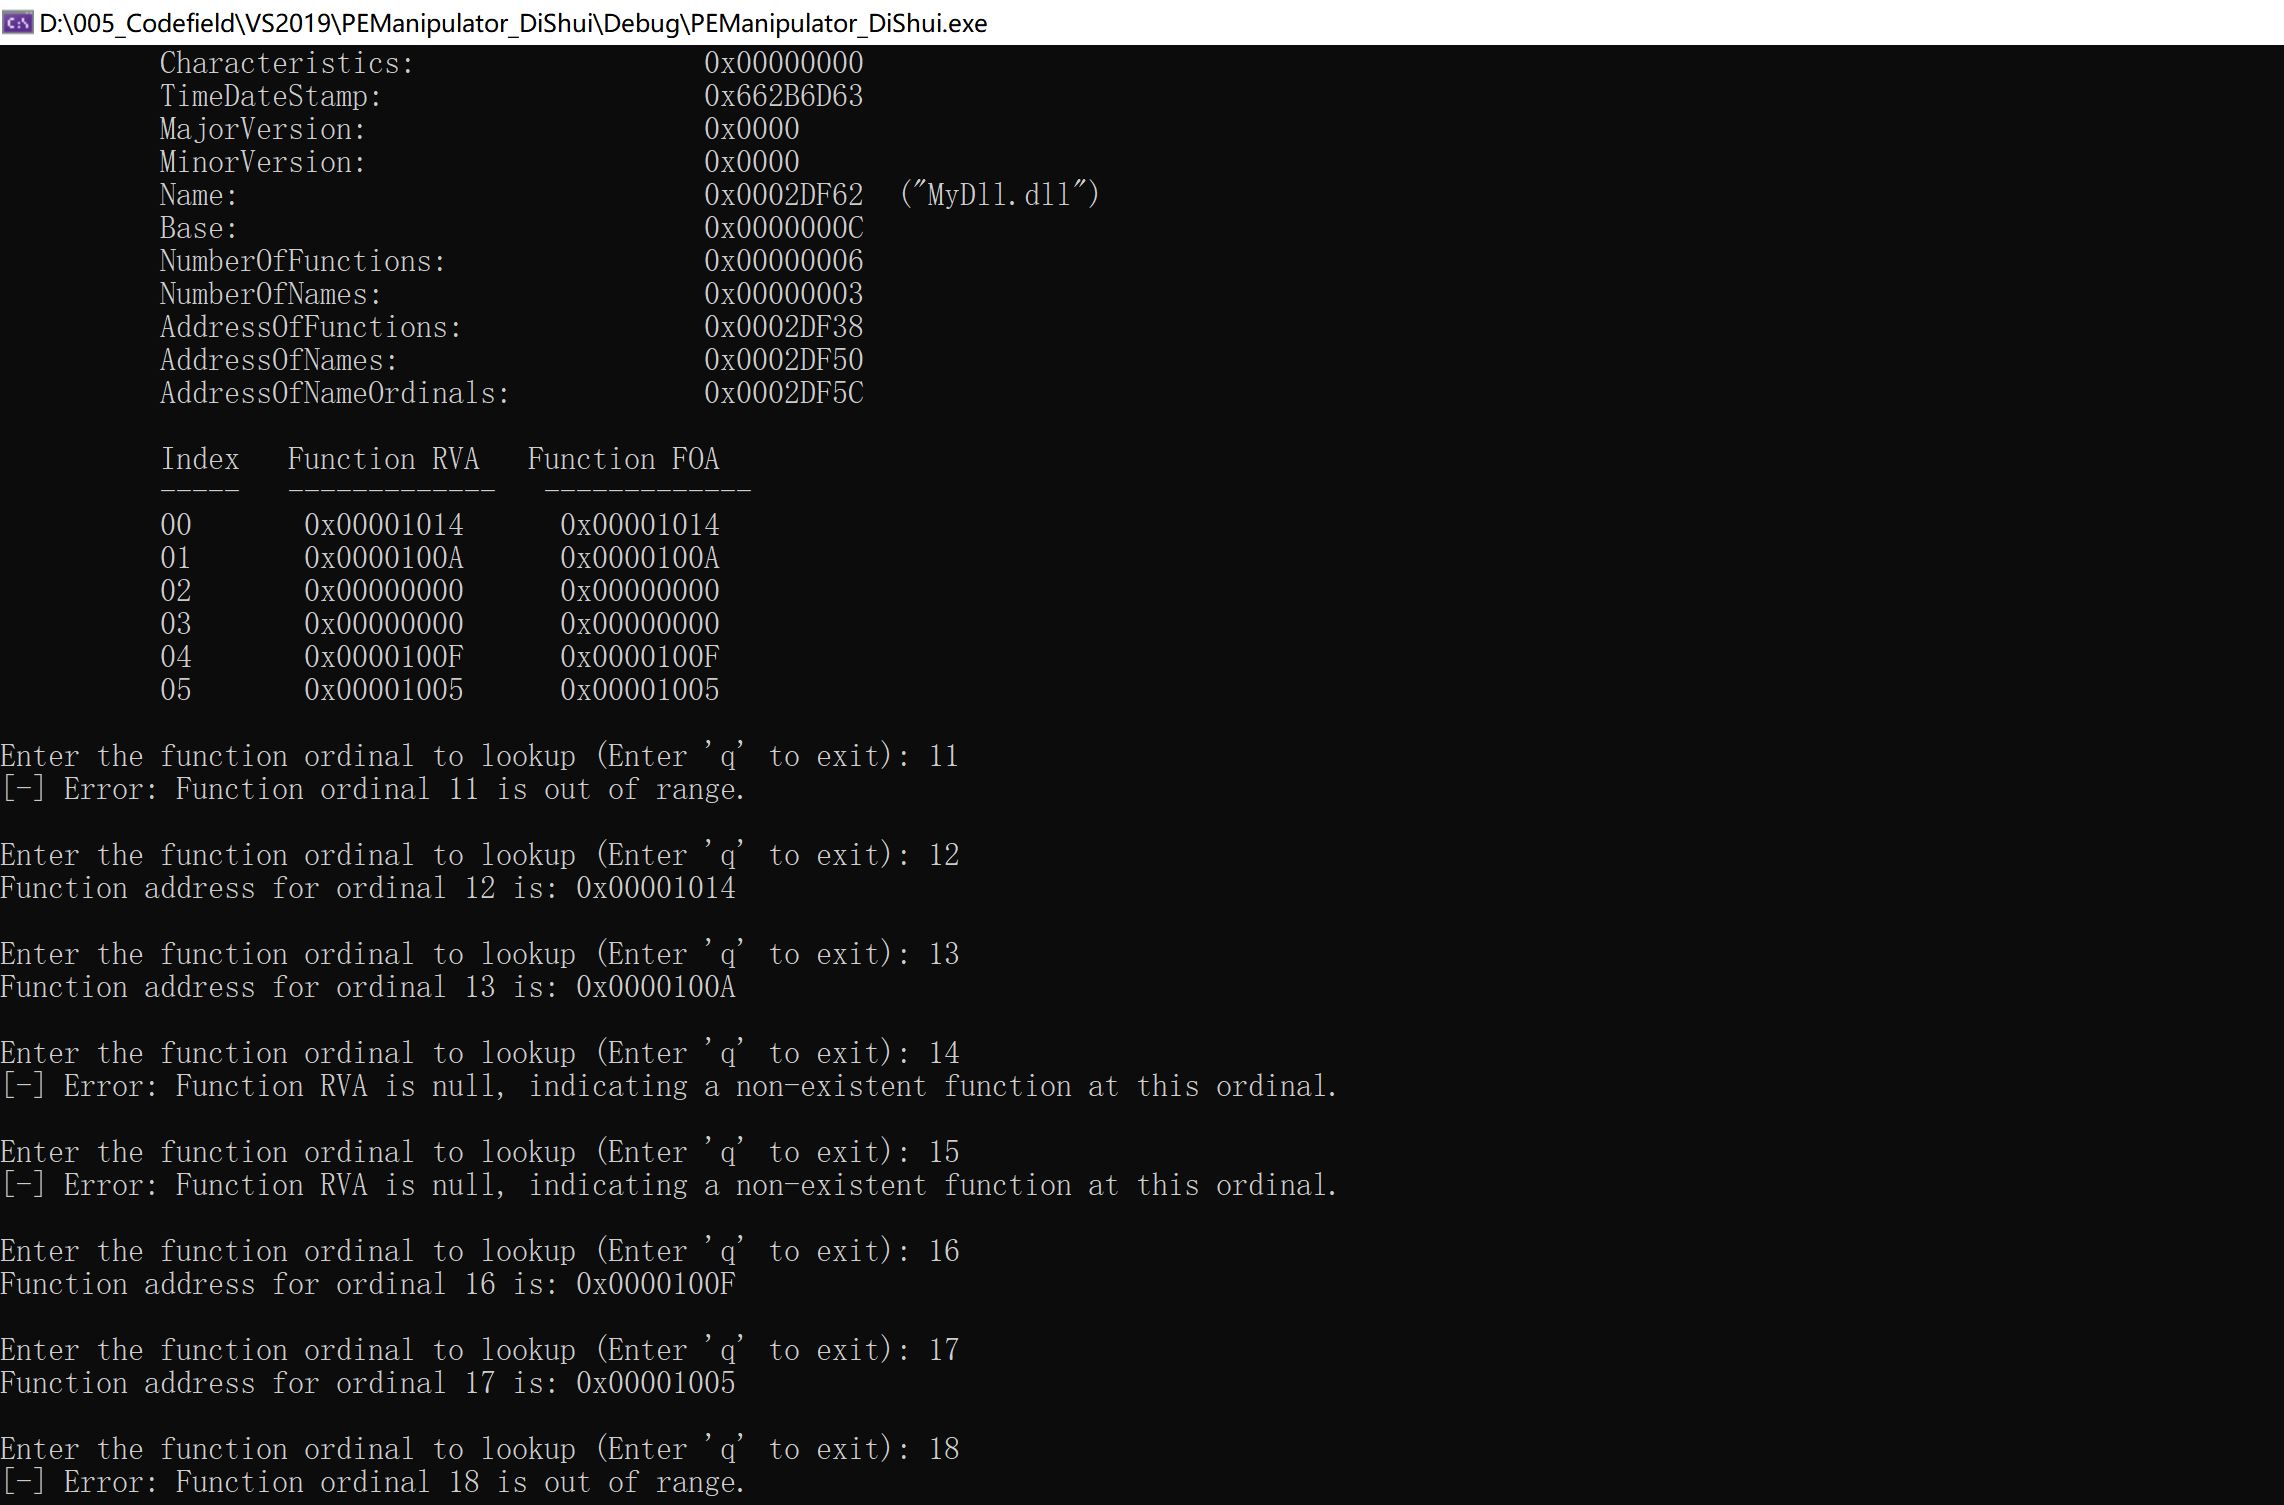 D:\005_Codefield\VS2019\PEManipulator_DiShui\Debug\PEManipulator_DiShui.exe
Characteristics: 0x00000000
TimeDateStamp: 0x662B6D63
MajorVersion: 0x0000
MinorVersion: 0x0000
Name: 0x0002DF62 ("MyDll.dll")
Base: 0x0000000C
NumberOfFunctions: 0x00000006
NumberOfNames: 0x00000003
AddressOfFunctions: 0x0002DF38
AddressOfNames: 0x0002DF50
AddressOfNameOrdinals: 0x0002DF5C
Index Function RVA Function FOA
----- ------------- -------------
00 0x00001014 0x00001014
01 0x0000100A 0x0000100A
02 0x00000000 0x00000000
03 0x00000000 0x00000000
04 0x0000100F 0x0000100F
05 0x00001005 0x00001005
Enter the function ordinal to lookup (Enter 'q' to exit): 11
[-] Error: Function ordinal 11 is out of range.
Enter the function ordinal to lookup (Enter 'q' to exit): 12
Function address for ordinal 12 is: 0x00001014
Enter the function ordinal to lookup (Enter 'q' to exit): 13
Function address for ordinal 13 is: 0x0000100A
Enter the function ordinal to lookup (Enter 'q' to exit): 14
[-] Error: Function RVA is null, indicating a non-existent function at this ordinal.
Enter the function ordinal to lookup (Enter 'q' to exit): 15
[-] Error: Function RVA is null, indicating a non-existent function at this ordinal.
Enter the function ordinal to lookup (Enter 'q' to exit): 16
Function address for ordinal 16 is: 0x0000100F
Enter the function ordinal to lookup (Enter 'q' to exit): 17
Function address for ordinal 17 is: 0x00001005
Enter the function ordinal to lookup (Enter 'q' to exit): 18
[-] Error: Function ordinal 18 is out of range.